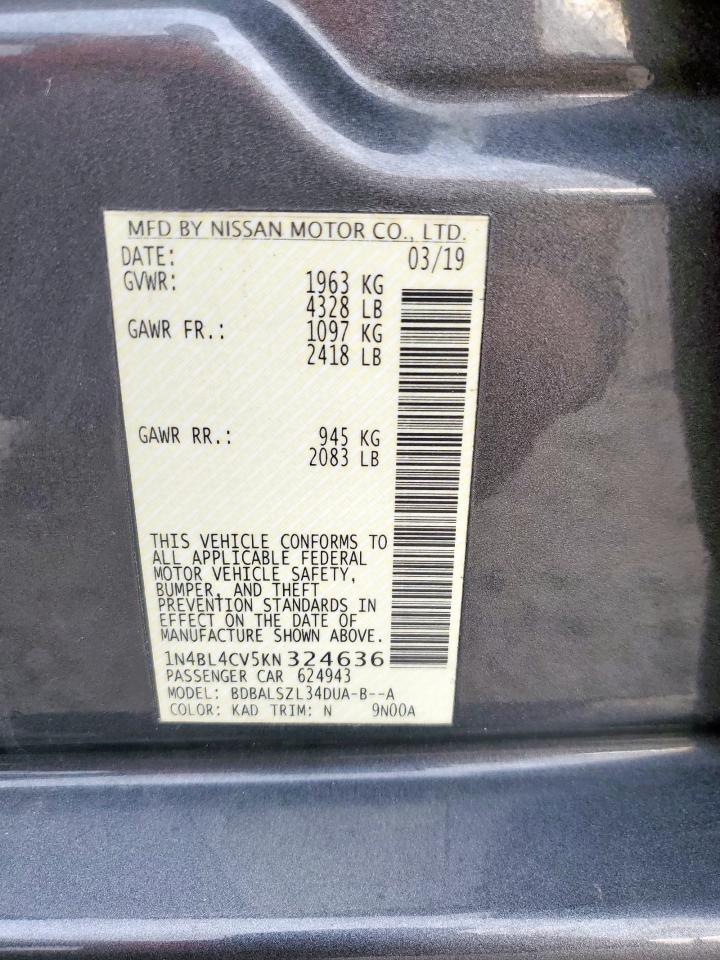 MFD BY NISSAN MOTOR CO., LTD.
DATE: 03/19
GVWR: 1963 KG
4328 LB
GAWR FR.: 1097 KG
2418 LB
GAWR RR.: 945 KG
2083 LB
THIS VEHICLE CONFORMS TO
ALL APPLICABLE FEDERAL
MOTOR VEHICLE SAFETY,
BUMPER, AND THEFT
PREVENTION STANDARDS IN
EFFECT ON THE DATE OF
MANUFACTURE SHOWN ABOVE.
1N4BL4CV5KN324636
PASSENGER CAR 624943
MODEL: BDBALSZL34DUA-B--A
COLOR: KAD TRIM: N 9N00A